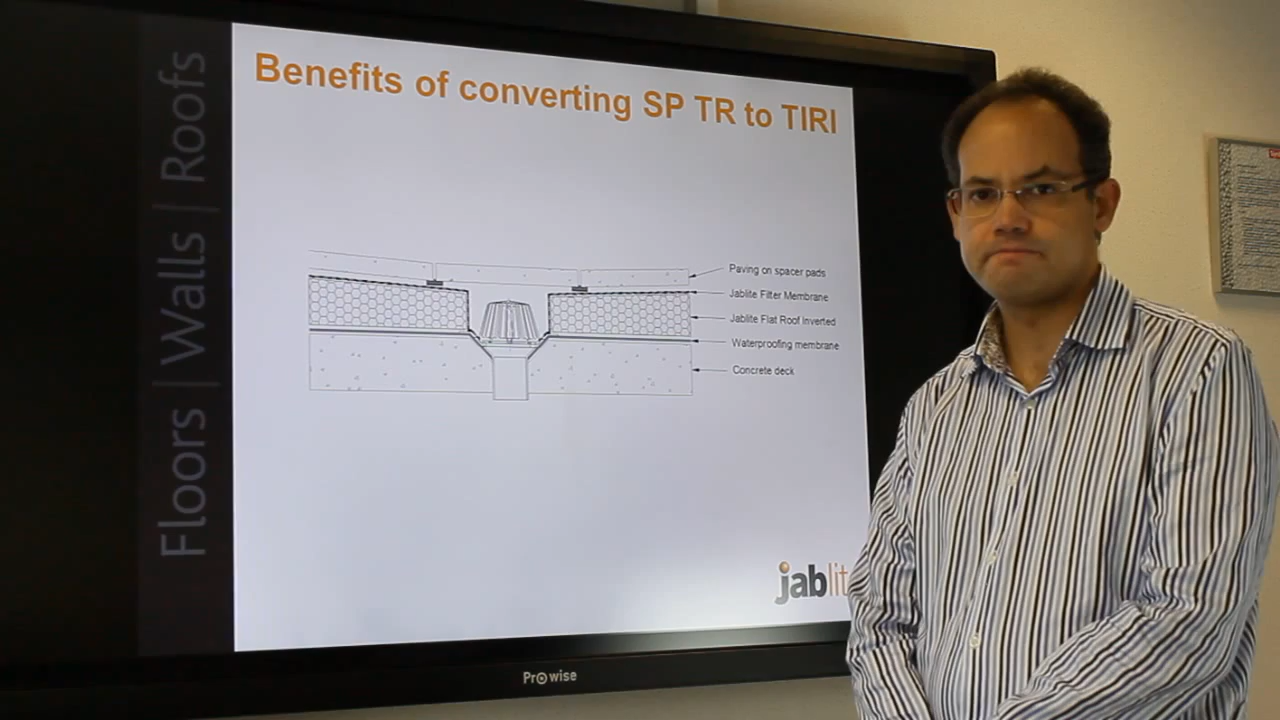 Floors | Walls | Roofs
Benefits of converting SP TR to TIRI
Paving on spacer pads
Jablite Filter Membrane
Jablite Flat Roof Inverted
Waterproofing membrane
Concrete deck
jablit
Prowise